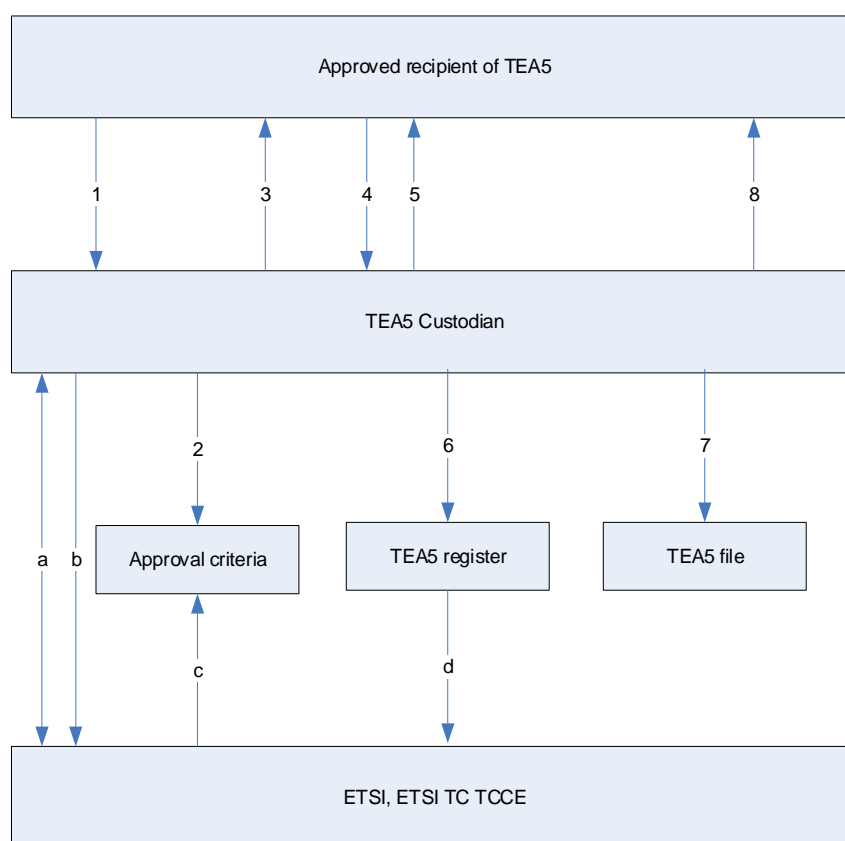 Approved recipient of TEA5
1
3
4
5
8
TEA5 Custodian
2
6
7
a
b
Approval criteria
TEA5 register
TEA5 file
c
d
ETSI, ETSI TC TCCE